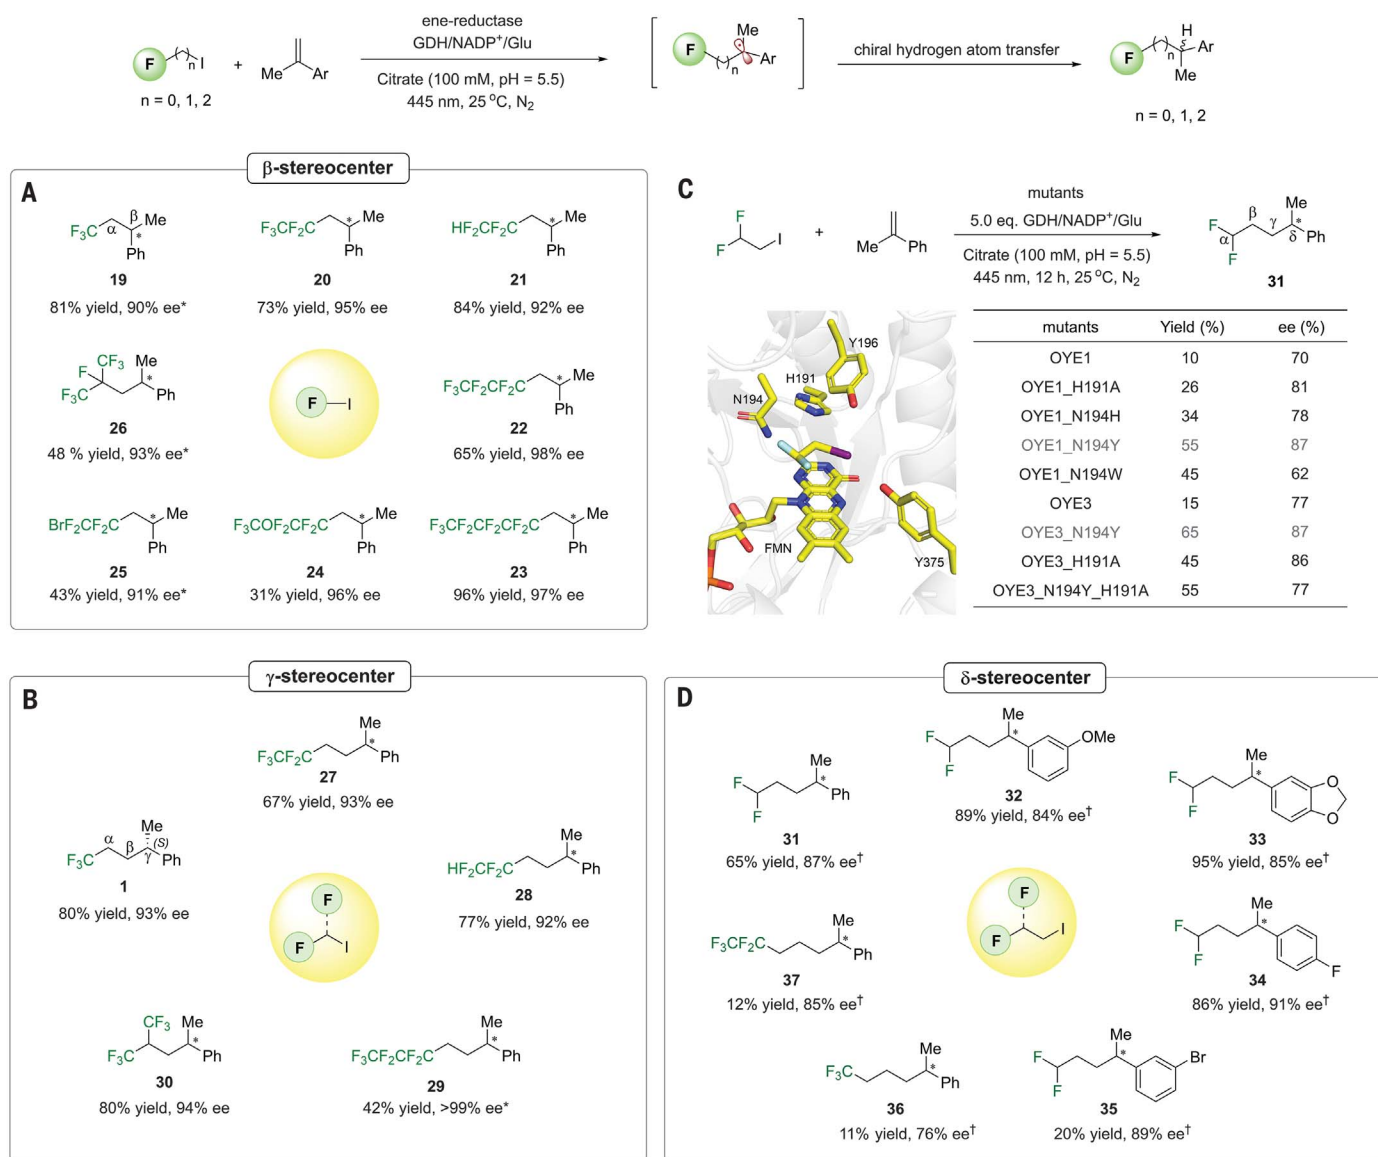 ene-reductase
GDH/NADP⁺/Glu
Citrate (100 mM, pH = 5.5)
445 nm, 25 °C, N₂
F
n
I
n = 0, 1, 2
+
Me
Ar
F
n
Me
Ar
chiral hydrogen atom transfer
F
n
H
Ar
Me
n = 0, 1, 2
β-stereocenter
A
F₃C
α
β
Me
*
Ph
19
81% yield, 90% ee*
F₃CF₂C
Me
*
Ph
20
73% yield, 95% ee
HF₂CF₂C
Me
*
Ph
21
84% yield, 92% ee
CF₃
F
F₃C
Me
*
Ph
26
48 % yield, 93% ee*
F
I
F₃CF₂CF₂CF₂C
Me
*
Ph
22
65% yield, 98% ee
BrF₂CF₂C
Me
*
Ph
25
43% yield, 91% ee*
F₃COF₂CF₂C
Me
*
Ph
24
31% yield, 96% ee
F₃CF₂CF₂CF₂CF₂CF₂C
Me
*
Ph
23
96% yield, 97% ee
C
F
F
I
+
Me
Ph
mutants
5.0 eq. GDH/NADP⁺/Glu
Citrate (100 mM, pH = 5.5)
445 nm, 12 h, 25 °C, N₂
F
α
F
β
γ
Me
*
δ
Ph
31
Y196
H191
N194
FMN
Y375
mutants Yield (%) ee (%)
OYE1 10 70
OYE1_H191A 26 81
OYE1_N194H 34 78
OYE1_N194Y 55 87
OYE1_N194W 45 62
OYE3 15 77
OYE3_N194Y 65 87
OYE3_H191A 45 86
OYE3_N194Y_H191A 55 77
γ-stereocenter
B
F₃CF₂C
Me
*
Ph
27
67% yield, 93% ee
F₃C
α
β
Me
(S)
γ
Ph
1
80% yield, 93% ee
HF₂CF₂C
Me
*
Ph
28
77% yield, 92% ee
F
F
I
CF₃
F₃C
Me
*
Ph
30
80% yield, 94% ee
F₃CF₂CF₂CF₂C
Me
*
Ph
29
42% yield, >99% ee*
δ-stereocenter
D
F
F
Me
*
Ph
31
65% yield, 87% ee†
F
F
Me
*
OMe
32
89% yield, 84% ee†
F
F
Me
*
O
O
33
95% yield, 85% ee†
F₃CF₂C
Me
*
Ph
37
12% yield, 85% ee†
F
F
I
F
F
Me
*
F
34
86% yield, 91% ee†
F₃C
Me
*
Ph
36
11% yield, 76% ee†
F
F
Me
*
Br
35
20% yield, 89% ee†